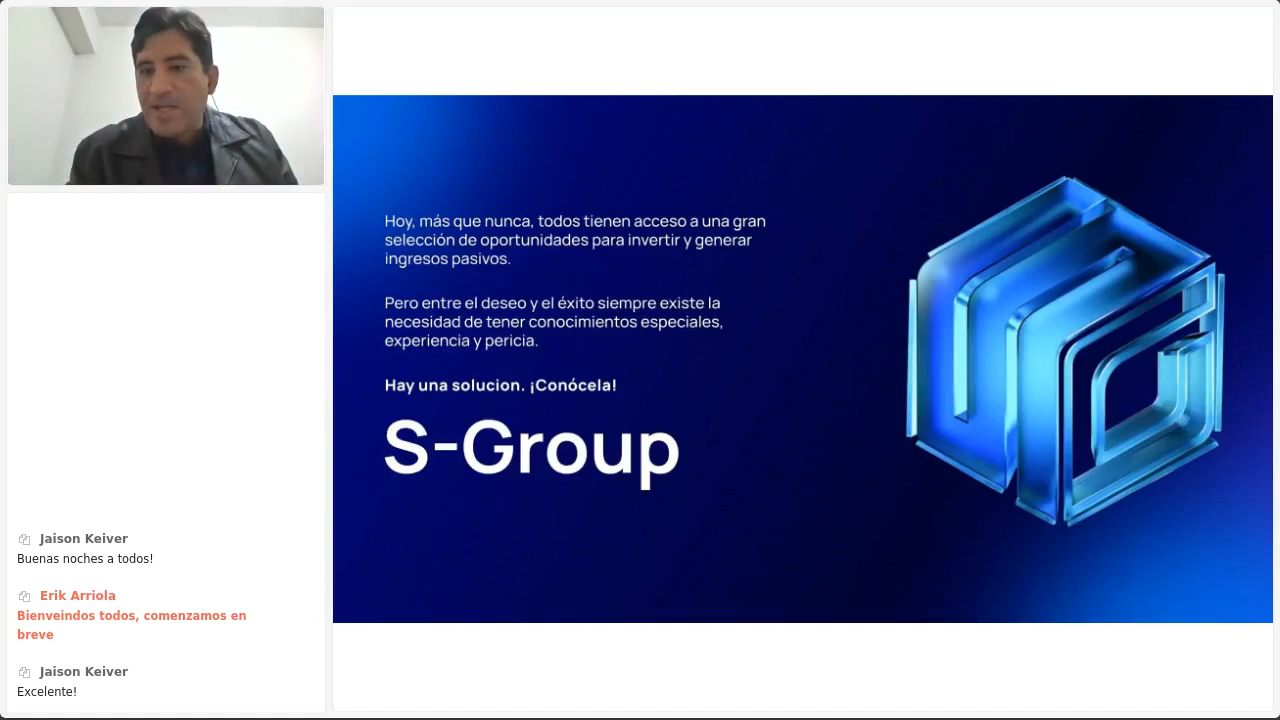 Hoy, más que nunca, todos tienen acceso a una gran
selección de oportunidades para invertir y generar
ingresos pasivos.
Pero entre el deseo y el éxito siempre existe la
necesidad de tener conocimientos especiales,
experiencia y pericia.
Hay una solucion. ¡Conócela!
S-Group
Jaison Keiver
Buenas noches a todos!
Erik Arriola
Bienveindos todos, comenzamos en
breve
Jaison Keiver
Excelente!